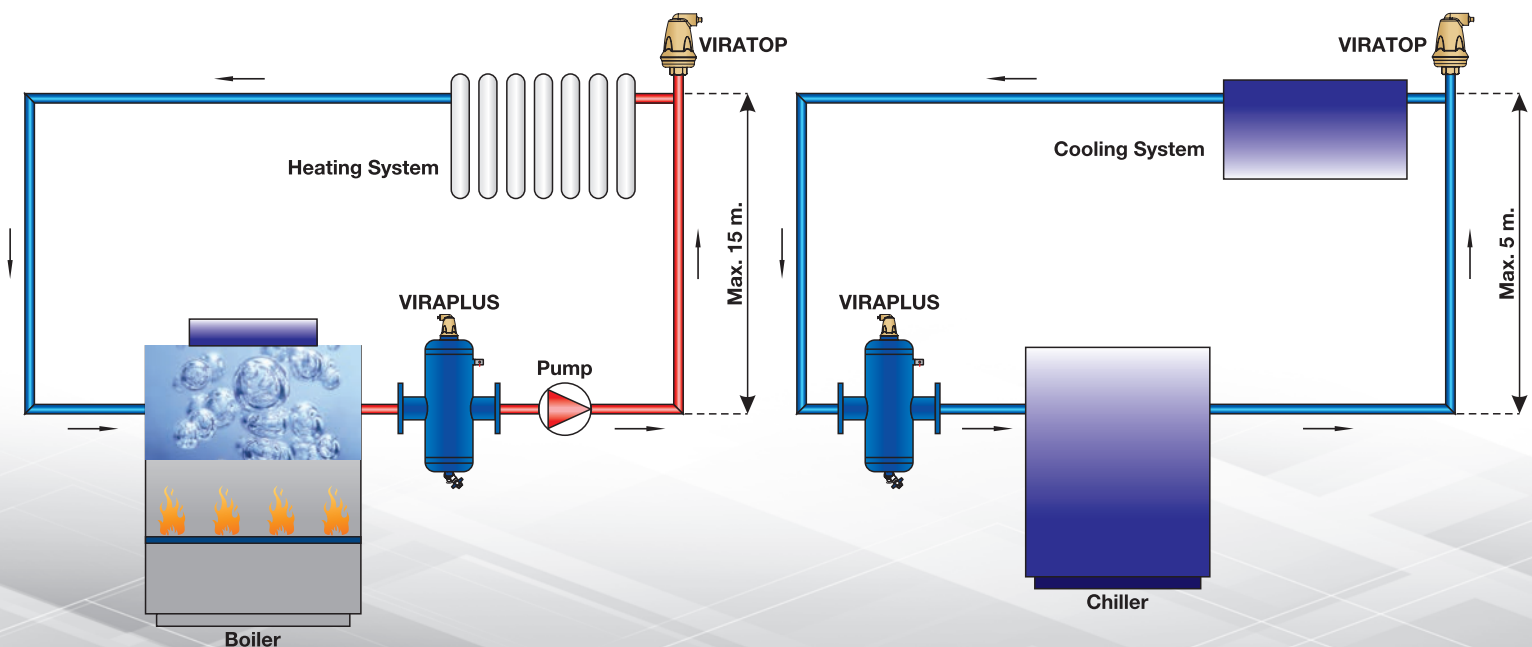 VIRATOP
Heating System
Max. 15 m.
VIRAPLUS
Pump
Boiler
VIRATOP
Cooling System
Max. 5 m.
VIRAPLUS
Chiller